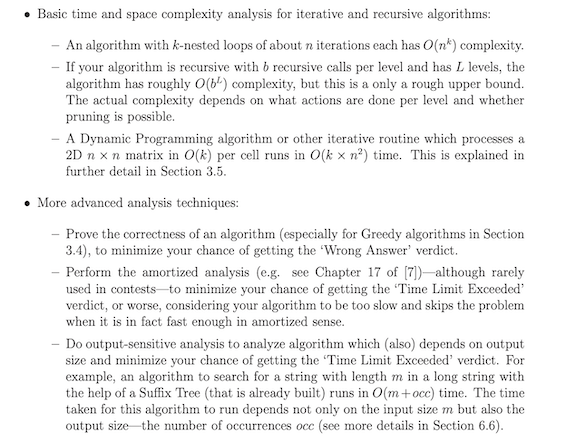 • Basic time and space complexity analysis for iterative and recursive algorithms:
– An algorithm with k-nested loops of about n iterations each has O(nᵏ) complexity.
– If your algorithm is recursive with b recursive calls per level and has L levels, the
algorithm has roughly O(bᴸ) complexity, but this is a only a rough upper bound.
The actual complexity depends on what actions are done per level and whether
pruning is possible.
– A Dynamic Programming algorithm or other iterative routine which processes a
2D n × n matrix in O(k) per cell runs in O(k × n²) time. This is explained in
further detail in Section 3.5.
• More advanced analysis techniques:
– Prove the correctness of an algorithm (especially for Greedy algorithms in Section
3.4), to minimize your chance of getting the ‘Wrong Answer’ verdict.
– Perform the amortized analysis (e.g. see Chapter 17 of [7])—although rarely
used in contests—to minimize your chance of getting the ‘Time Limit Exceeded’
verdict, or worse, considering your algorithm to be too slow and skips the problem
when it is in fact fast enough in amortized sense.
– Do output-sensitive analysis to analyze algorithm which (also) depends on output
size and minimize your chance of getting the ‘Time Limit Exceeded’ verdict. For
example, an algorithm to search for a string with length m in a long string with
the help of a Suffix Tree (that is already built) runs in O(m+occ) time. The time
taken for this algorithm to run depends not only on the input size m but also the
output size—the number of occurrences occ (see more details in Section 6.6).